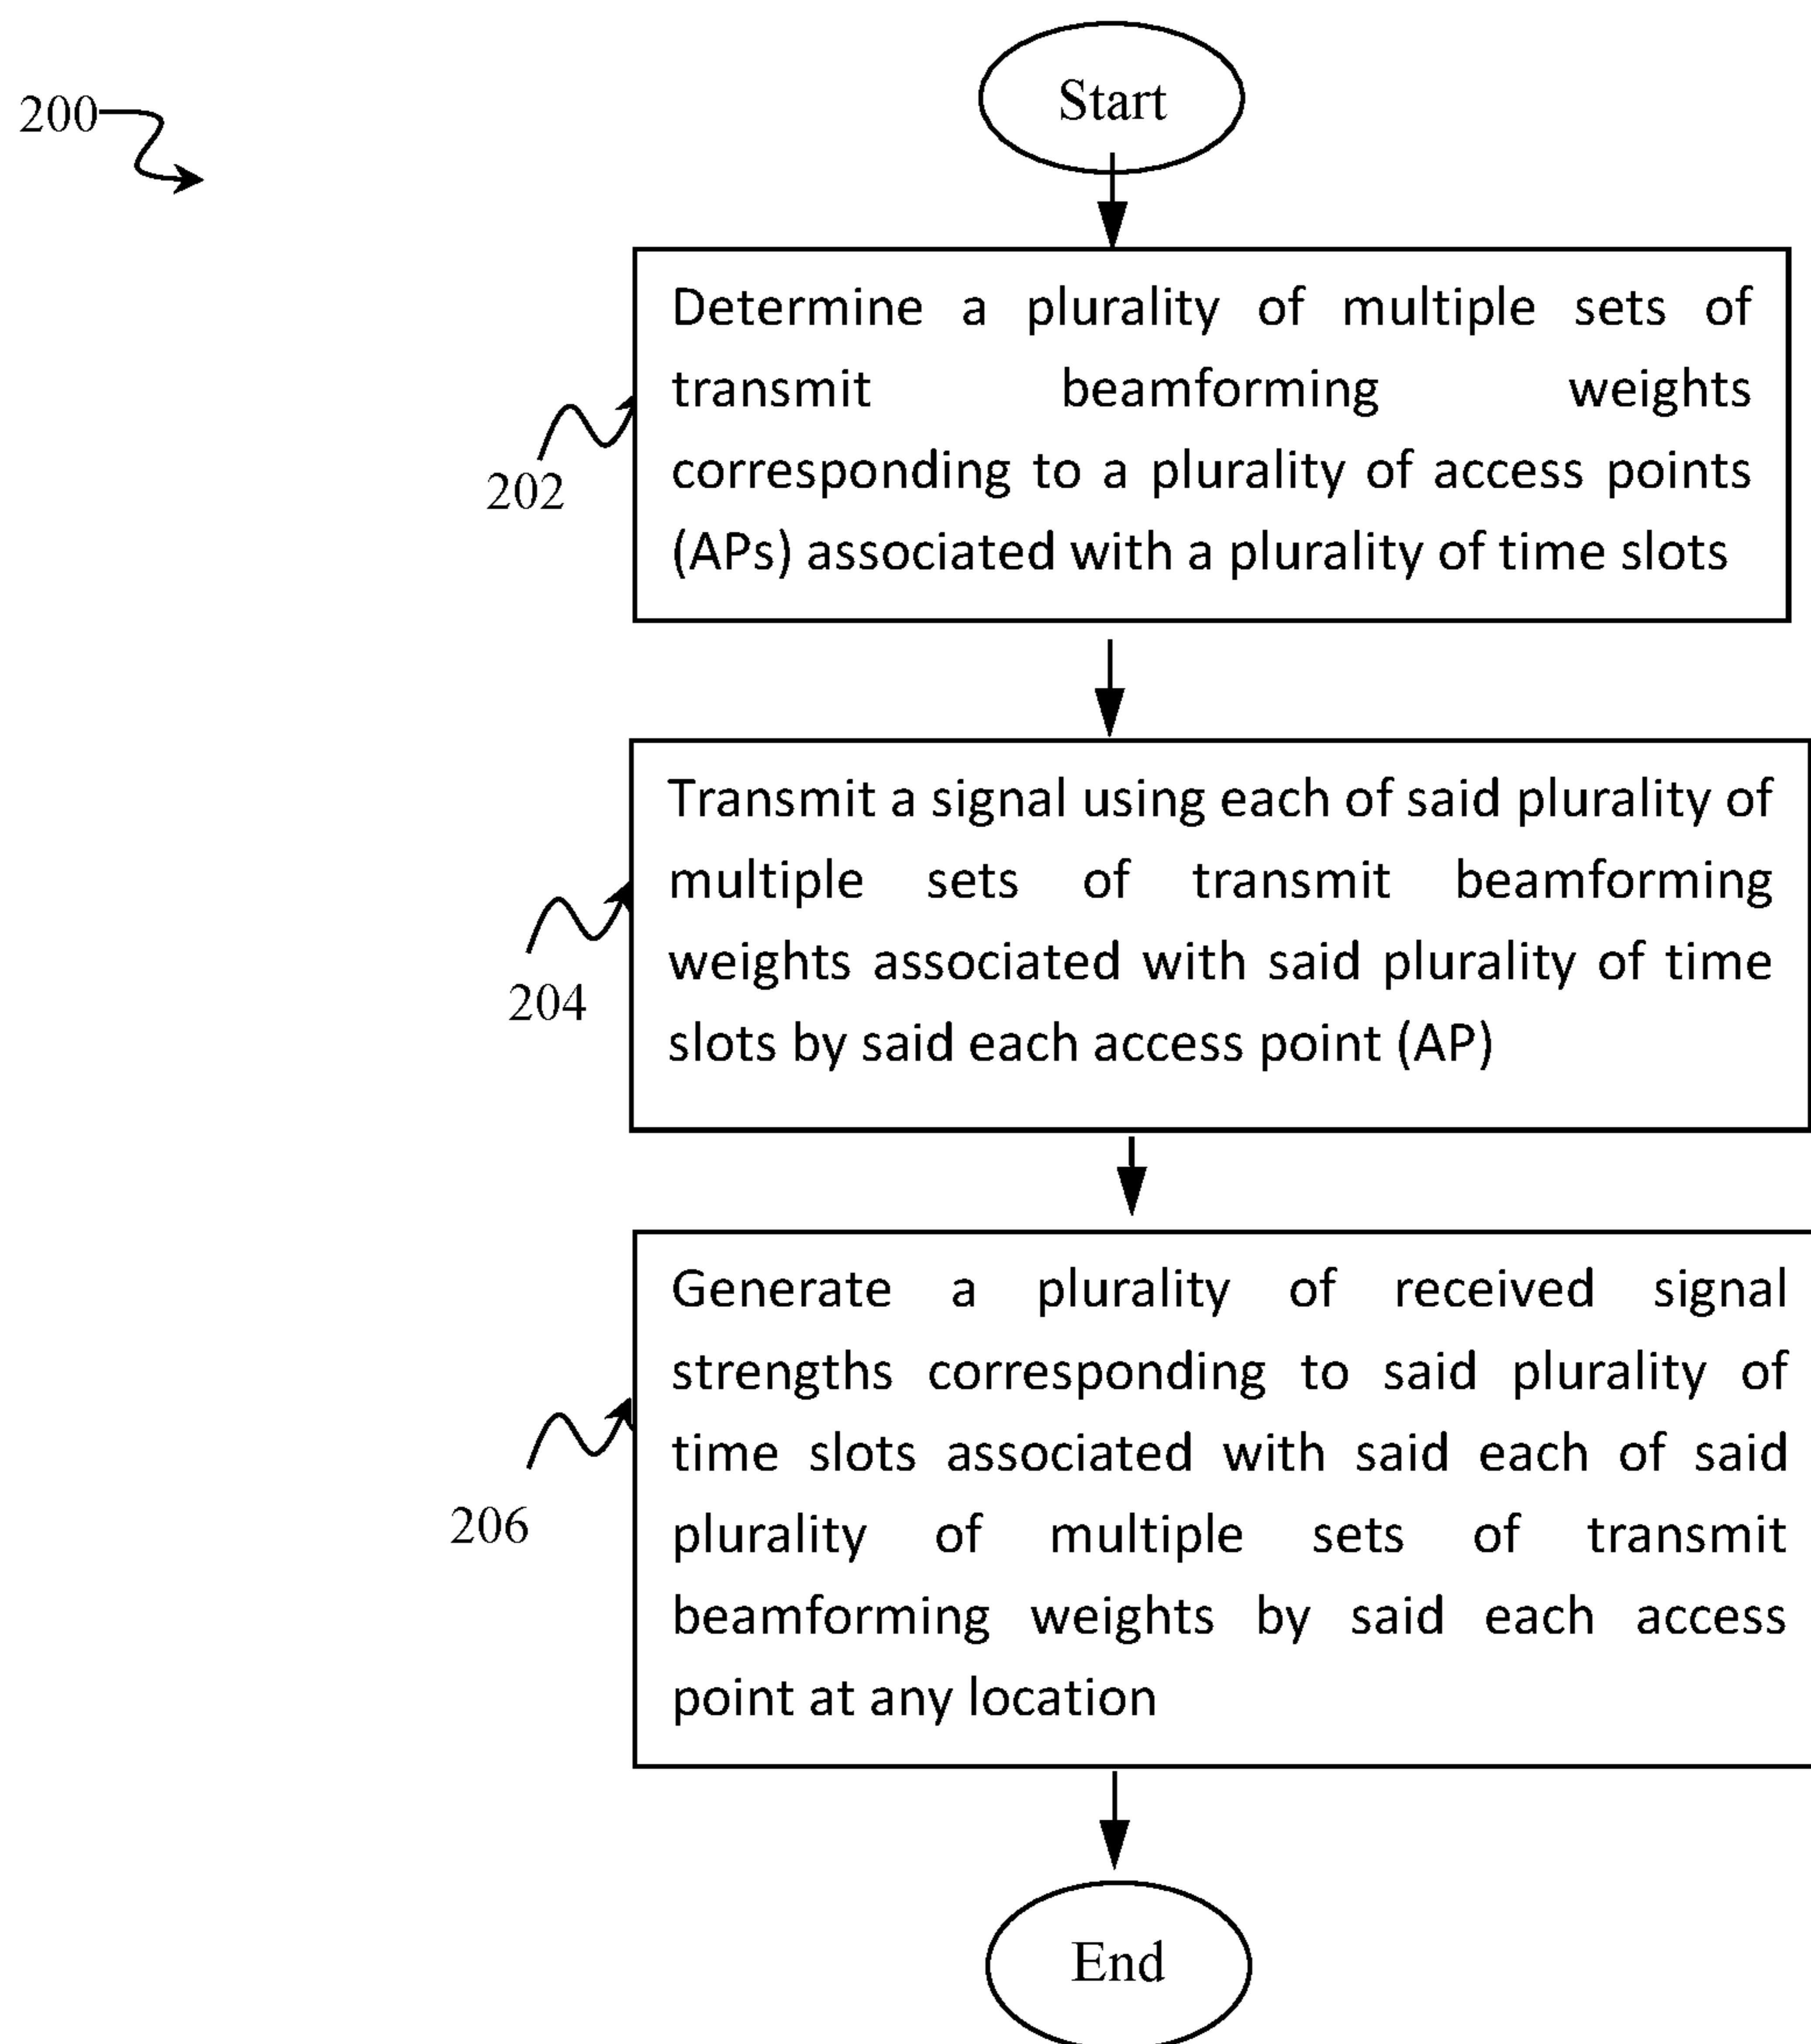 Start
200
Determine a plurality of multiple sets of
transmit beamforming weights
corresponding to a plurality of access points
(APs) associated with a plurality of time slots
202
Transmit a signal using each of said plurality of
multiple sets of transmit beamforming
weights associated with said plurality of time
slots by said each access point (AP)
204
Generate a plurality of received signal
strengths corresponding to said plurality of
time slots associated with said each of said
plurality of multiple sets of transmit
beamforming weights by said each access
point at any location
206
End